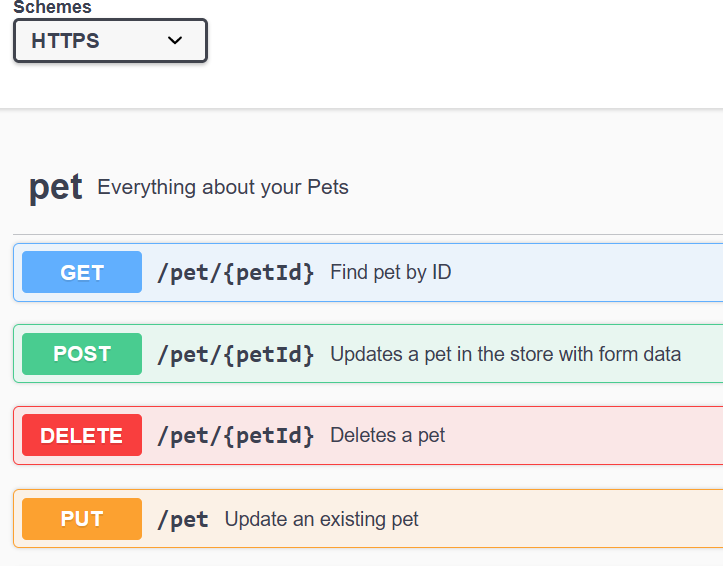 Schemes
HTTPS
pet Everything about your Pets
GET /pet/{petId} Find pet by ID
POST /pet/{petId} Updates a pet in the store with form data
DELETE /pet/{petId} Deletes a pet
PUT /pet Update an existing pet